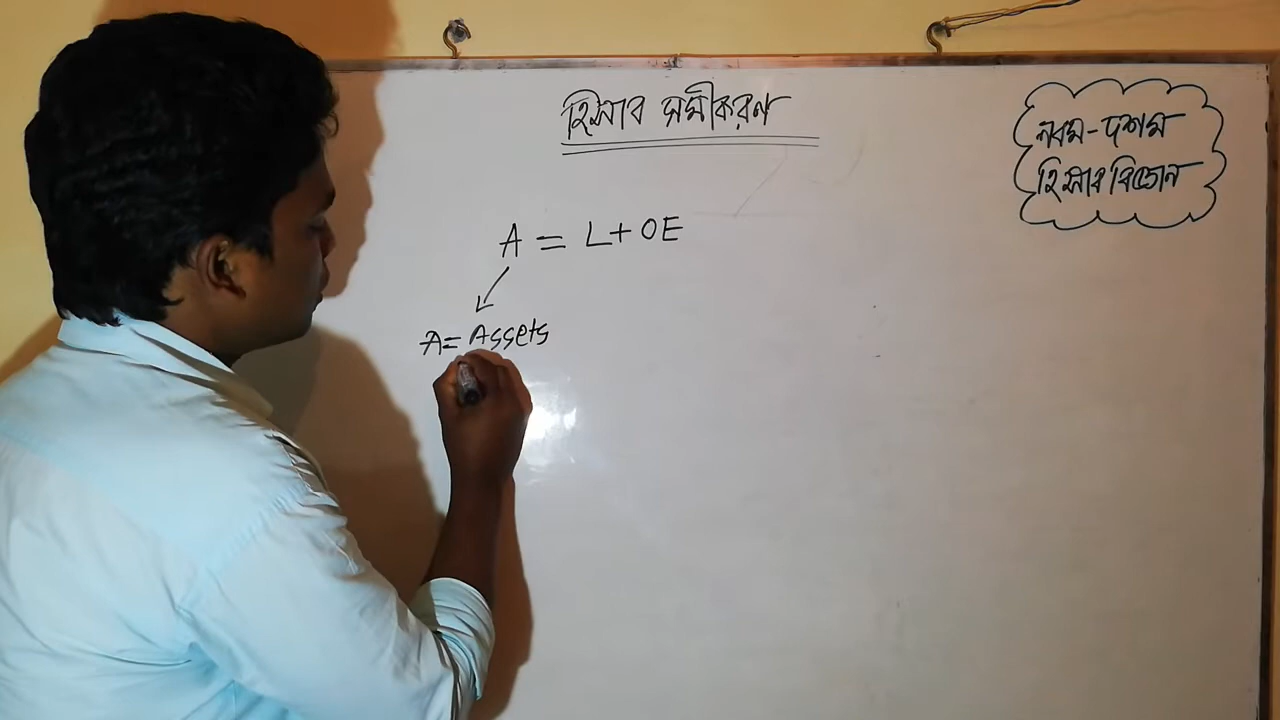 হিসাব সমীকরণ
নবম-দশম
হিসাব বিজ্ঞান
A = L+OE
A= Assets